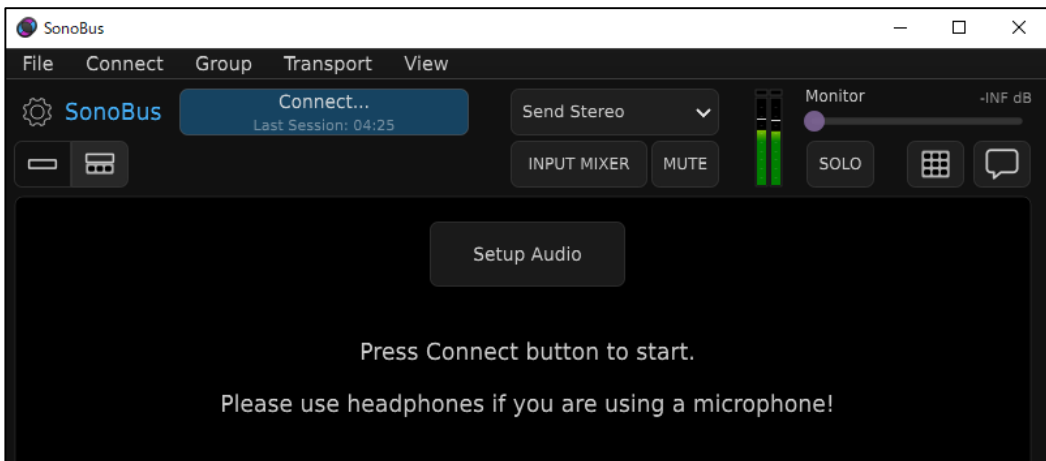 SonoBus
File Connect Group Transport View
SonoBus
Connect...
Last Session: 04:25
Send Stereo
Monitor
-INF dB
INPUT MIXER
MUTE
SOLO
Setup Audio
Press Connect button to start.
Please use headphones if you are using a microphone!